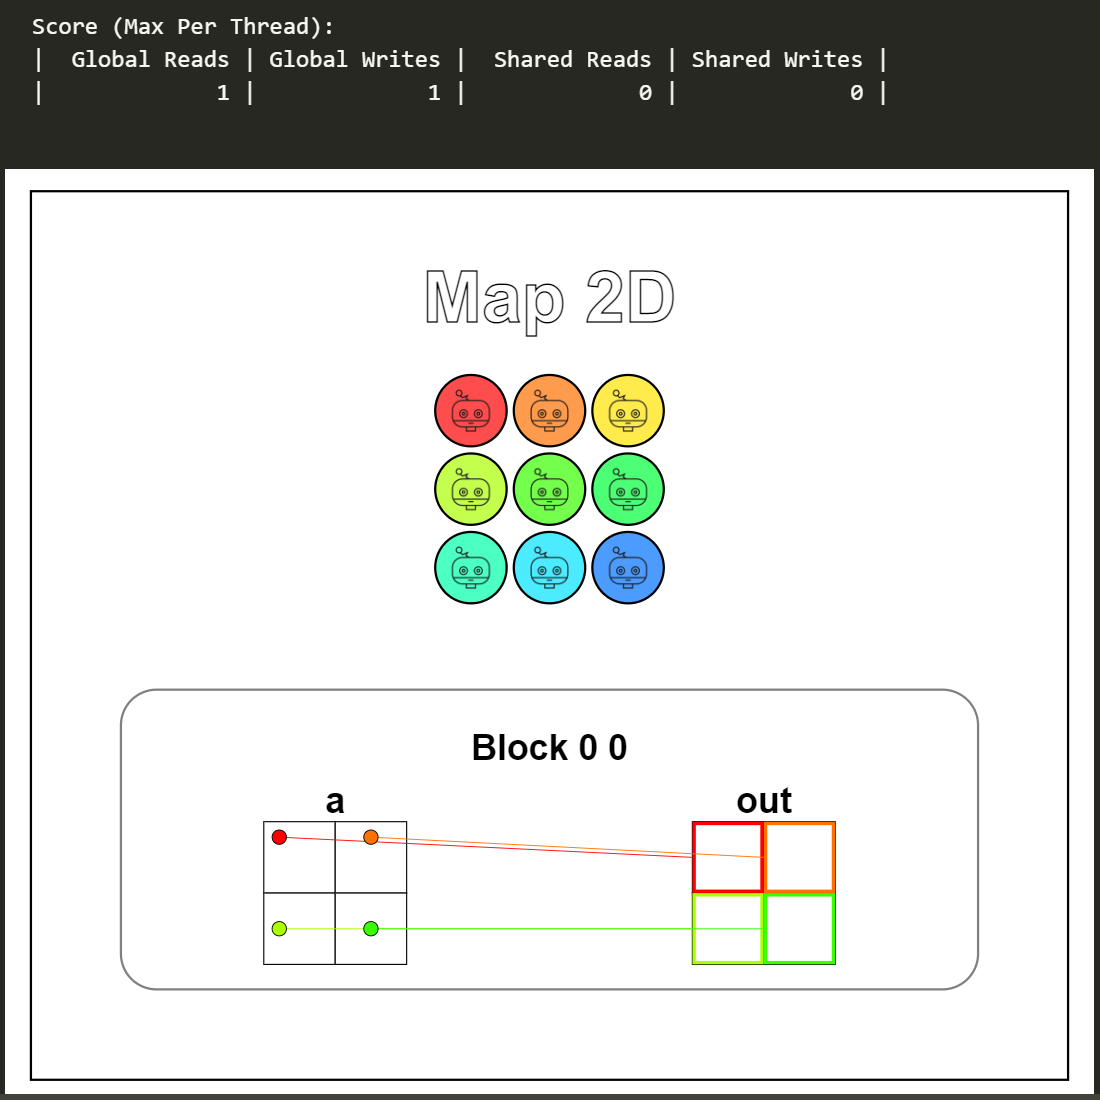 Score (Max Per Thread):
|  Global Reads | Global Writes |  Shared Reads | Shared Writes |
|             1 |             1 |             0 |             0 |
Map 2D
Block 0 0
a out